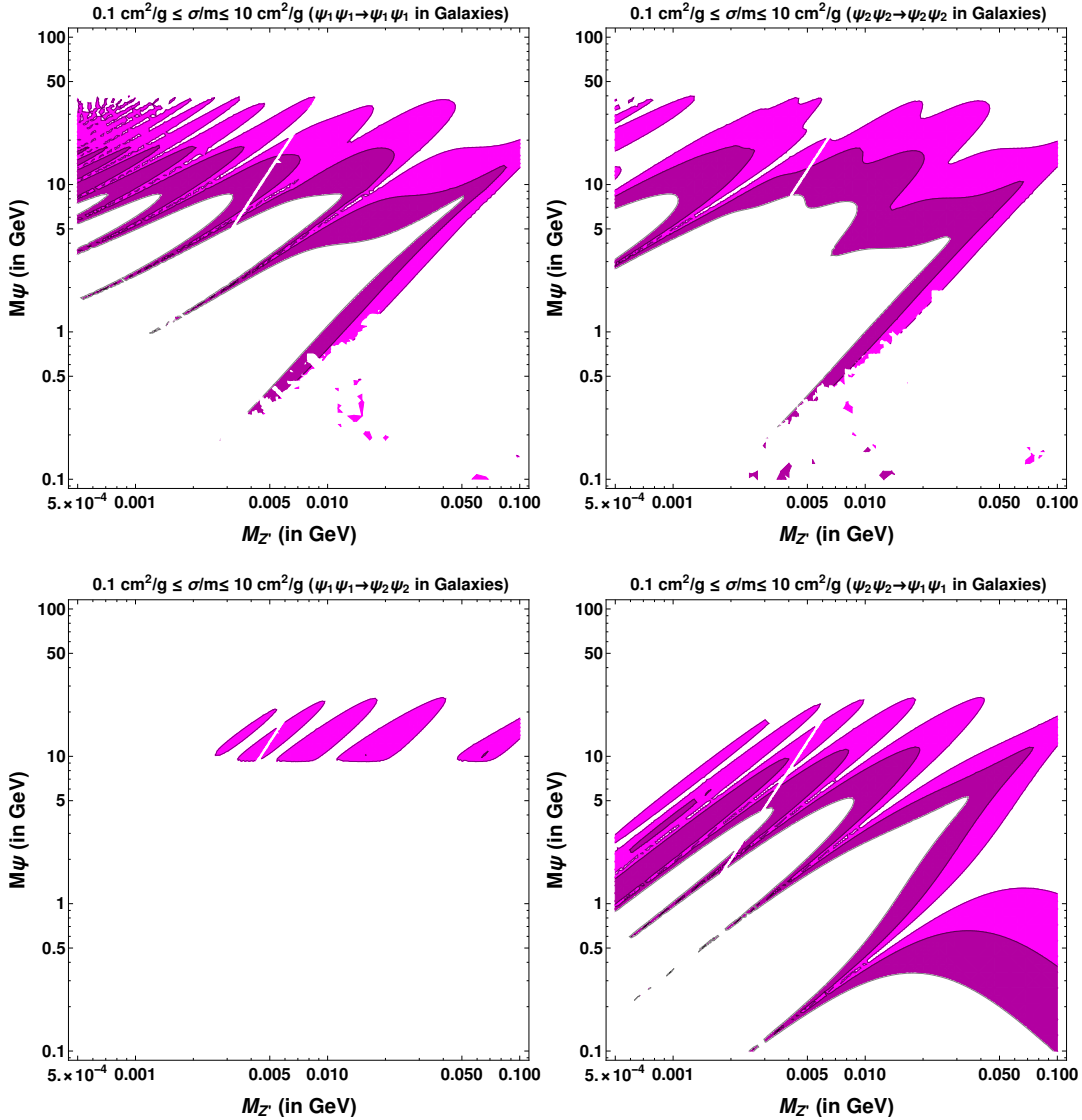 0.1 cm²/g ≤ σ/m≤ 10 cm²/g (ψ₁ψ₁→ψ₁ψ₁ in Galaxies)
100
50
10
5
1
0.5
0.1
Mψ (in GeV)
5.×10⁻⁴ 0.001 0.005 0.010 0.050 0.100
M_Z' (in GeV)
0.1 cm²/g ≤ σ/m≤ 10 cm²/g (ψ₂ψ₂→ψ₂ψ₂ in Galaxies)
100
50
10
5
1
0.5
0.1
Mψ (in GeV)
5.×10⁻⁴ 0.001 0.005 0.010 0.050 0.100
M_Z' (in GeV)
0.1 cm²/g ≤ σ/m≤ 10 cm²/g (ψ₁ψ₁→ψ₂ψ₂ in Galaxies)
100
50
10
5
1
0.5
0.1
Mψ (in GeV)
5.×10⁻⁴ 0.001 0.005 0.010 0.050 0.100
M_Z' (in GeV)
0.1 cm²/g ≤ σ/m≤ 10 cm²/g (ψ₂ψ₂→ψ₁ψ₁ in Galaxies)
100
50
10
5
1
0.5
0.1
Mψ (in GeV)
5.×10⁻⁴ 0.001 0.005 0.010 0.050 0.100
M_Z' (in GeV)